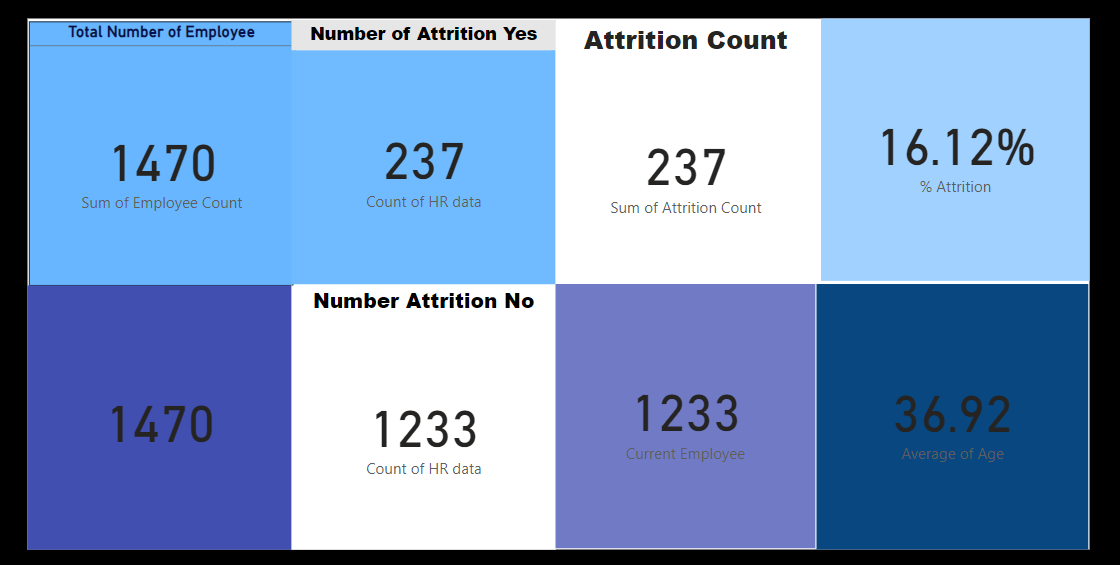 Total Number of Employee
1470
Sum of Employee Count
Number of Attrition Yes
237
Count of HR data
Attrition Count
237
Sum of Attrition Count
16.12%
% Attrition
1470
Number Attrition No
1233
Count of HR data
1233
Current Employee
36.92
Average of Age